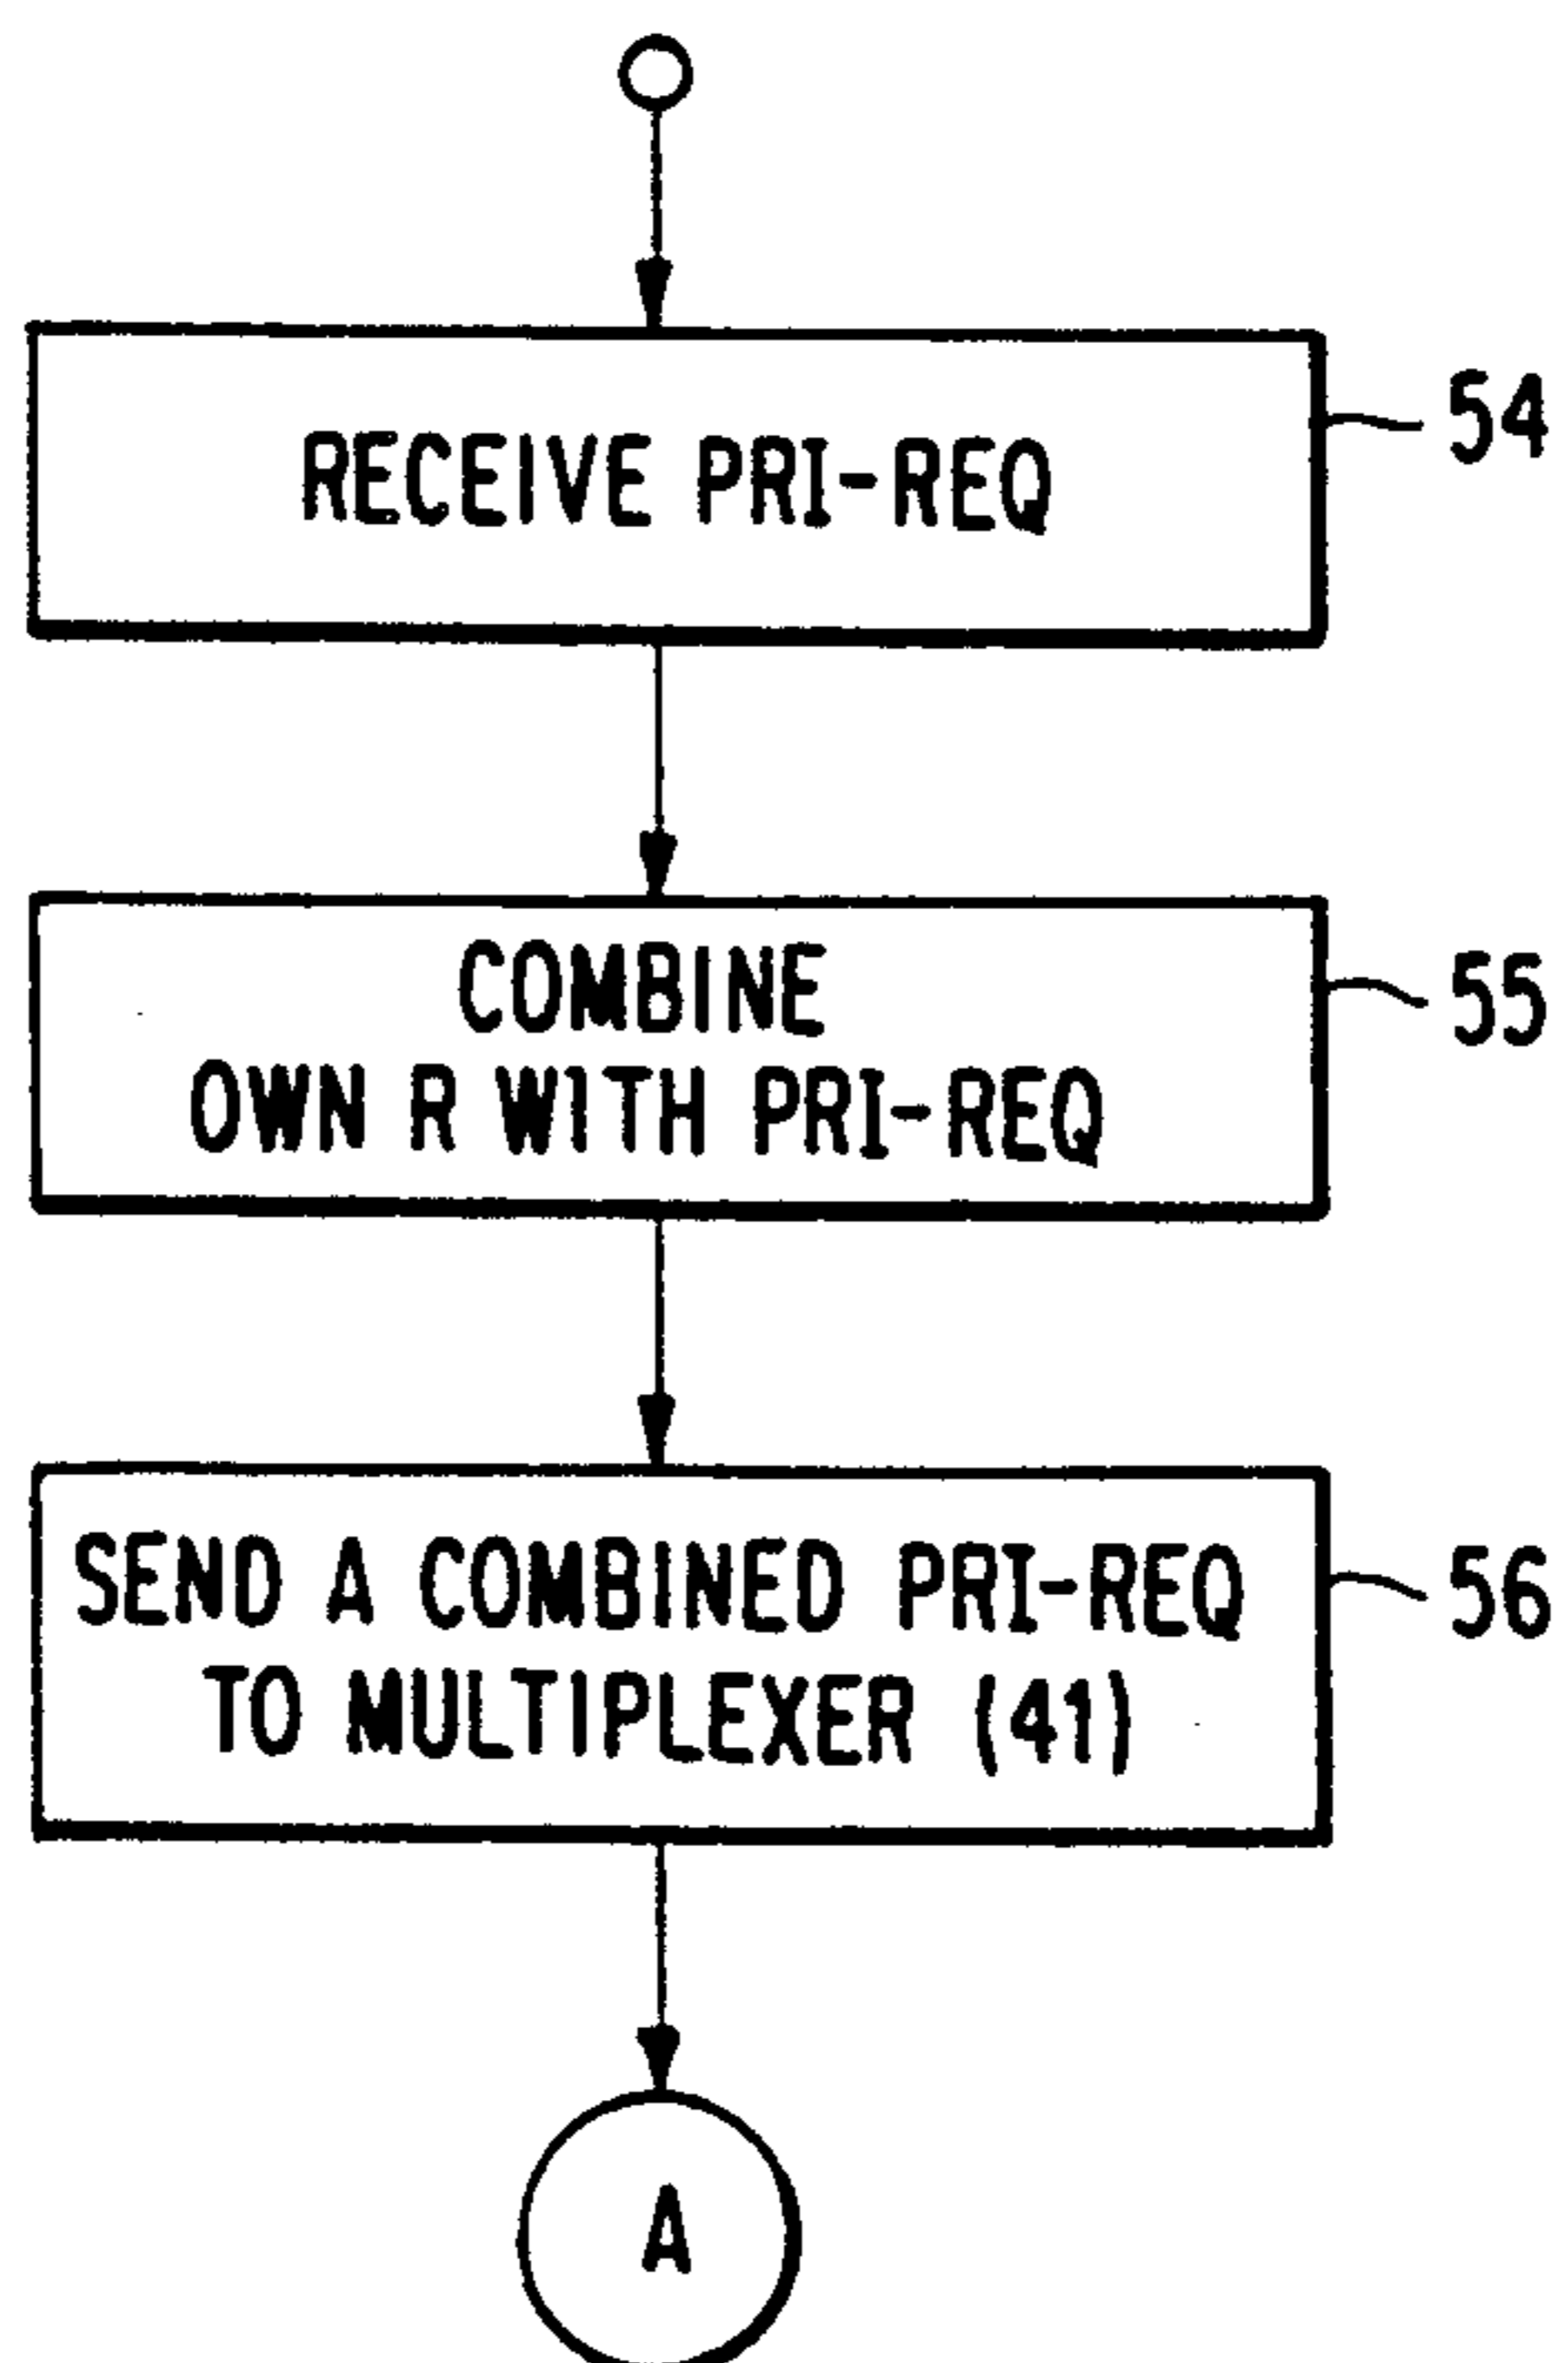 RECEIVE PRI-REQ
54
COMBINE
OWN R WITH PRI-REQ
55
SEND A COMBINED PRI-REQ
TO MULTIPLEXER (41)
56
A